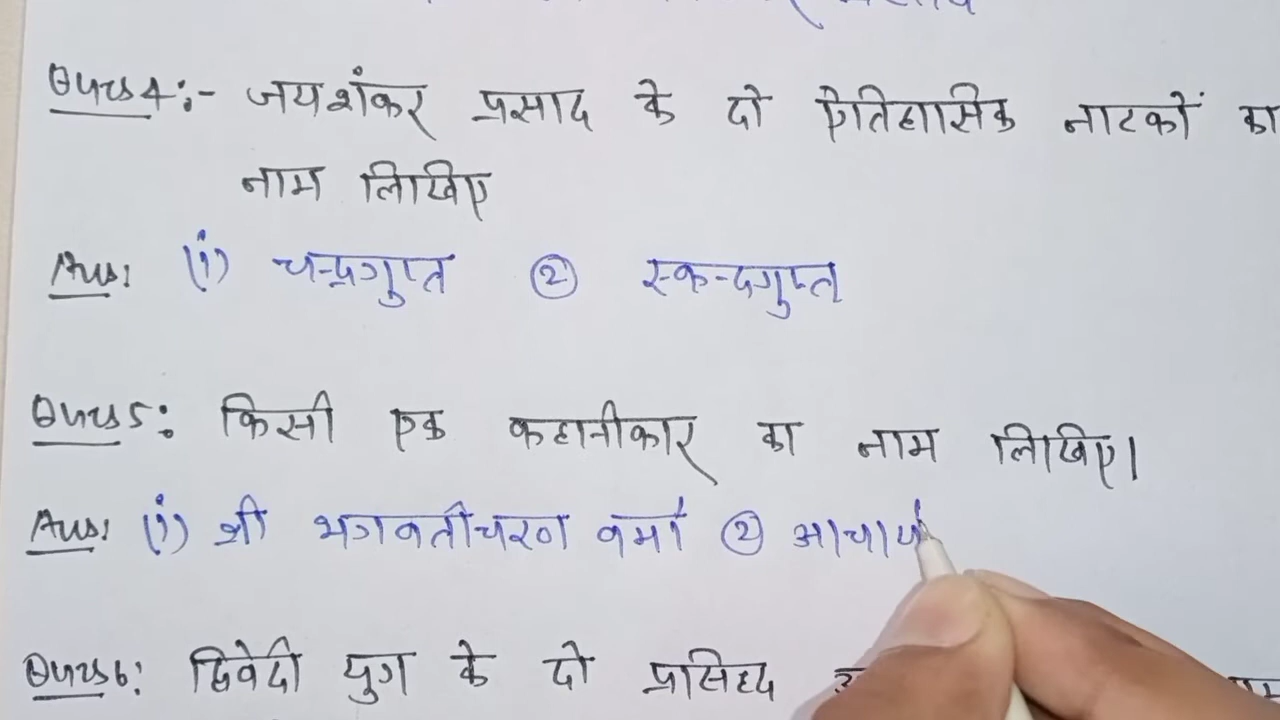 Ques4:- जयशंकर प्रसाद के दो ऐतिहासिक नाटकों का
नाम लिखिए
Ans: (i) चन्द्रगुप्त ② स्कन्दगुप्त
Ques5: किसी एक कहानीकार का नाम लिखिए।
Ans: (i) श्री भगवतीचरण वर्मा ② आचार्य
Ques6: द्विवेदी युग के दो प्रसिद्द